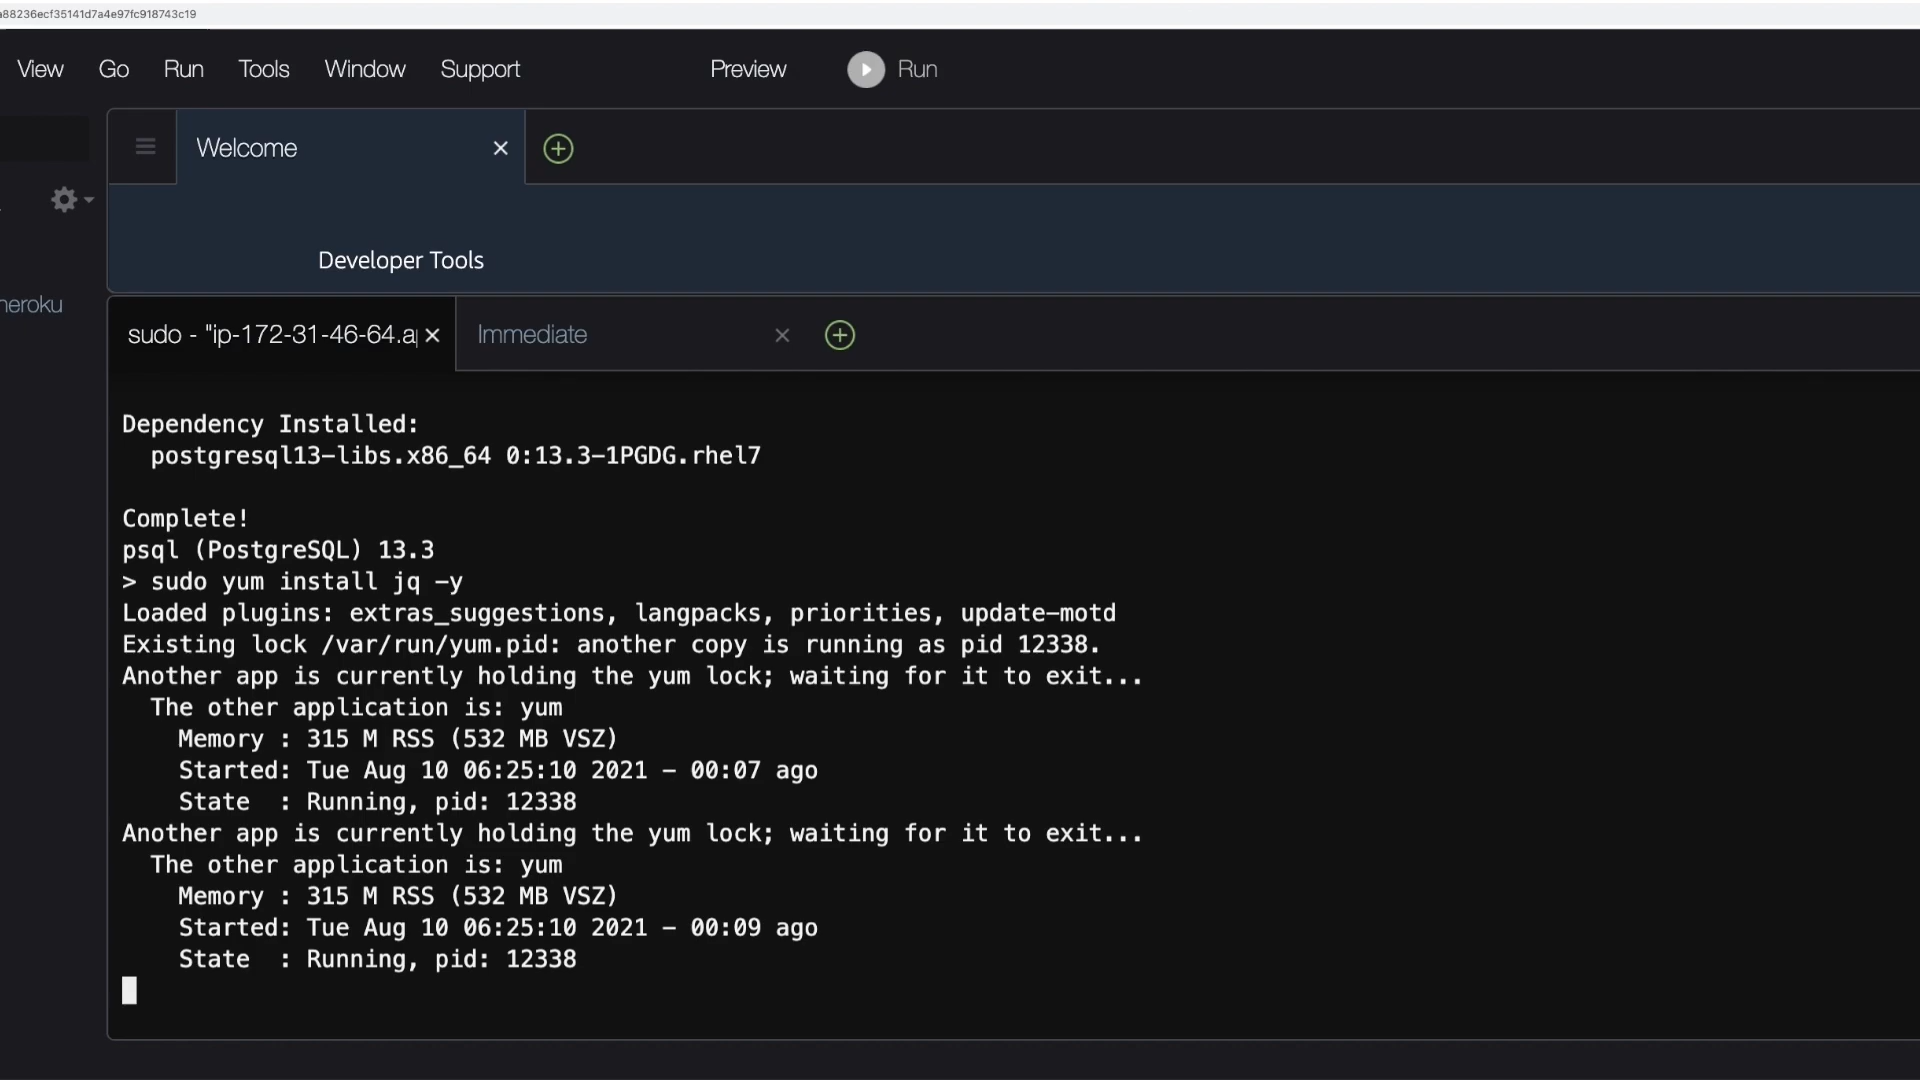 a88236ecf35141d7a4e97fc918743c19
View Go Run Tools Window Support Preview Run
Welcome
Developer Tools
heroku
sudo - "ip-172-31-46-64.a
Immediate
Dependency Installed:
postgresql13-libs.x86_64 0:13.3-1PGDG.rhel7
Complete!
psql (PostgreSQL) 13.3
> sudo yum install jq -y
Loaded plugins: extras_suggestions, langpacks, priorities, update-motd
Existing lock /var/run/yum.pid: another copy is running as pid 12338.
Another app is currently holding the yum lock; waiting for it to exit...
The other application is: yum
Memory : 315 M RSS (532 MB VSZ)
Started: Tue Aug 10 06:25:10 2021 - 00:07 ago
State : Running, pid: 12338
Another app is currently holding the yum lock; waiting for it to exit...
The other application is: yum
Memory : 315 M RSS (532 MB VSZ)
Started: Tue Aug 10 06:25:10 2021 - 00:09 ago
State : Running, pid: 12338